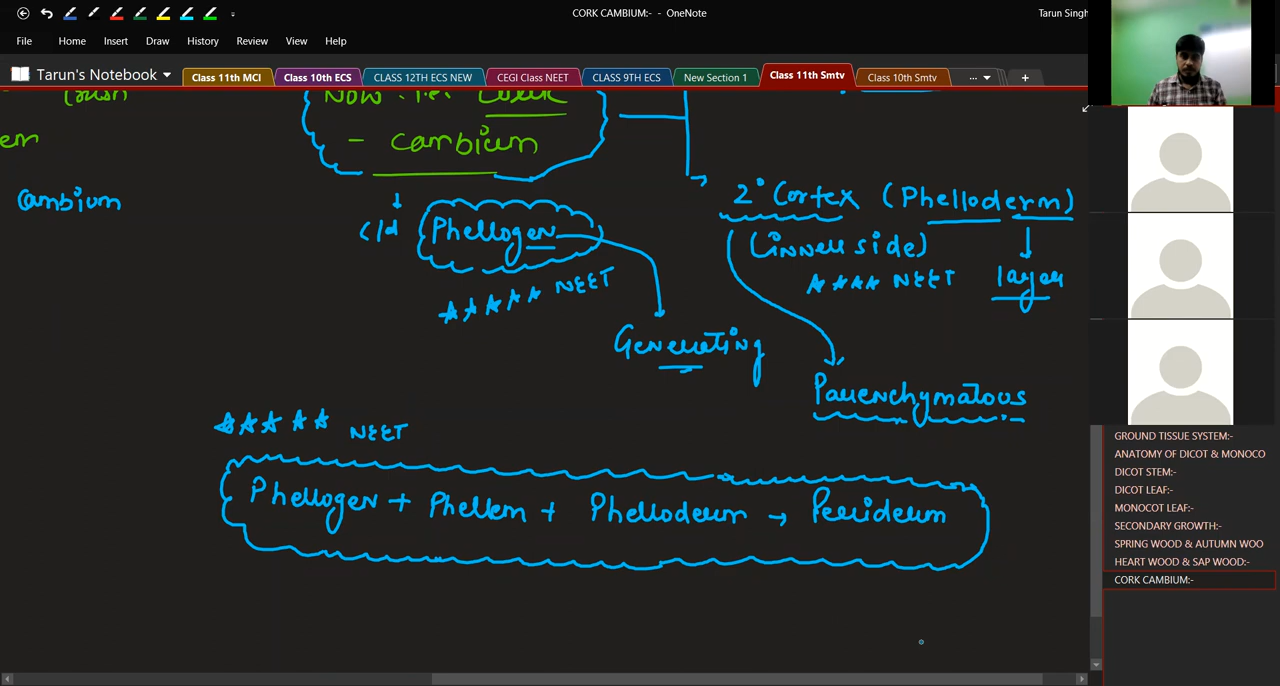 CORK CAMBIUM:- - OneNote
Tarun Singh
File Home Insert Draw History View Help
Tarun's Notebook
Class 11th MCI
Class 10th ECS
CLASS 12TH ECS NEW
CEGI Class NEET
CLASS 9TH ECS
New Section 1
Class 11th Smtv
Class 10th Smtv
... +
- cambium
cambium
c/d Phellogen
NEET
Generating
2° Cortex (Phelloderm)
(inner side)
NEET
layer
Parenchymatous
NEET
Phellogen + Phellem + Phelloderm → Periderm
GROUND TISSUE SYSTEM:-
ANATOMY OF DICOT & MONOCO
DICOT STEM:-
DICOT LEAF:-
MONOCOT LEAF:-
SECONDARY GROWTH:-
SPRING WOOD & AUTUMN WOO
HEART WOOD & SAP WOOD:-
CORK CAMBIUM:-